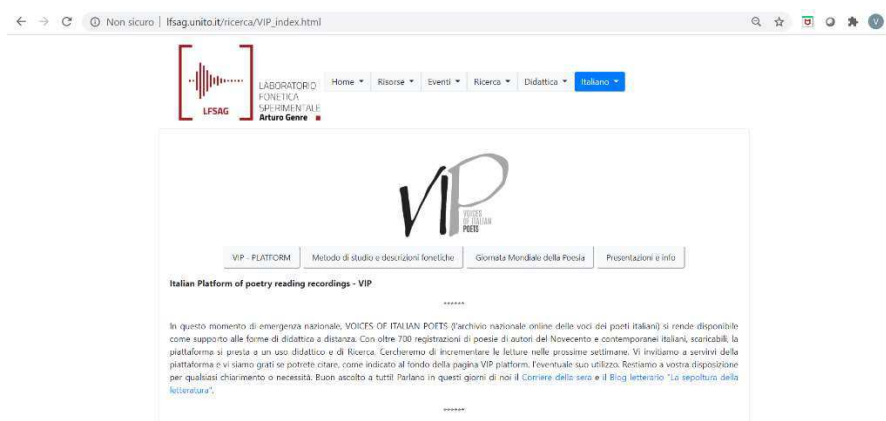 Non sicuro | lfsag.unito.it/ricerca/VIP_index.html
V
LFSAG
LABORATORIO
FONETICA
SPERIMENTALE
Arturo Genre
Home Risorse Eventi Ricerca Didattica Italiano
VIP
VOICES
OF ITALIAN
POETS
VIP - PLATFORM Metodo di studio e descrizioni fonetiche Giornata Mondiale della Poesia Presentazioni e info
Italian Platform of poetry reading recordings - VIP
******
In questo momento di emergenza nazionale, VOICES OF ITALIAN POETS (l'archivio nazionale online delle voci dei poeti italiani) si rende disponibile
come supporto alle forme di didattica a distanza. Con oltre 700 registrazioni di poesie di autori del Novecento e contemporanei italiani, scaricabili, la
piattaforma si presta a un uso didattico e di Ricerca. Cercheremo di incrementare le letture nelle prossime settimane. Vi invitiamo a servirvi della
piattaforma e vi siamo grati se potrete citare, come indicato al fondo della pagina VIP platform, l'eventuale suo utilizzo. Restiamo a vostra disposizione
per qualsiasi chiarimento o necessità. Buon ascolto a tutti! Parlano in questi giorni di noi il Corriere della sera e il Blog letterario "La sepoltura della
letteratura".
******